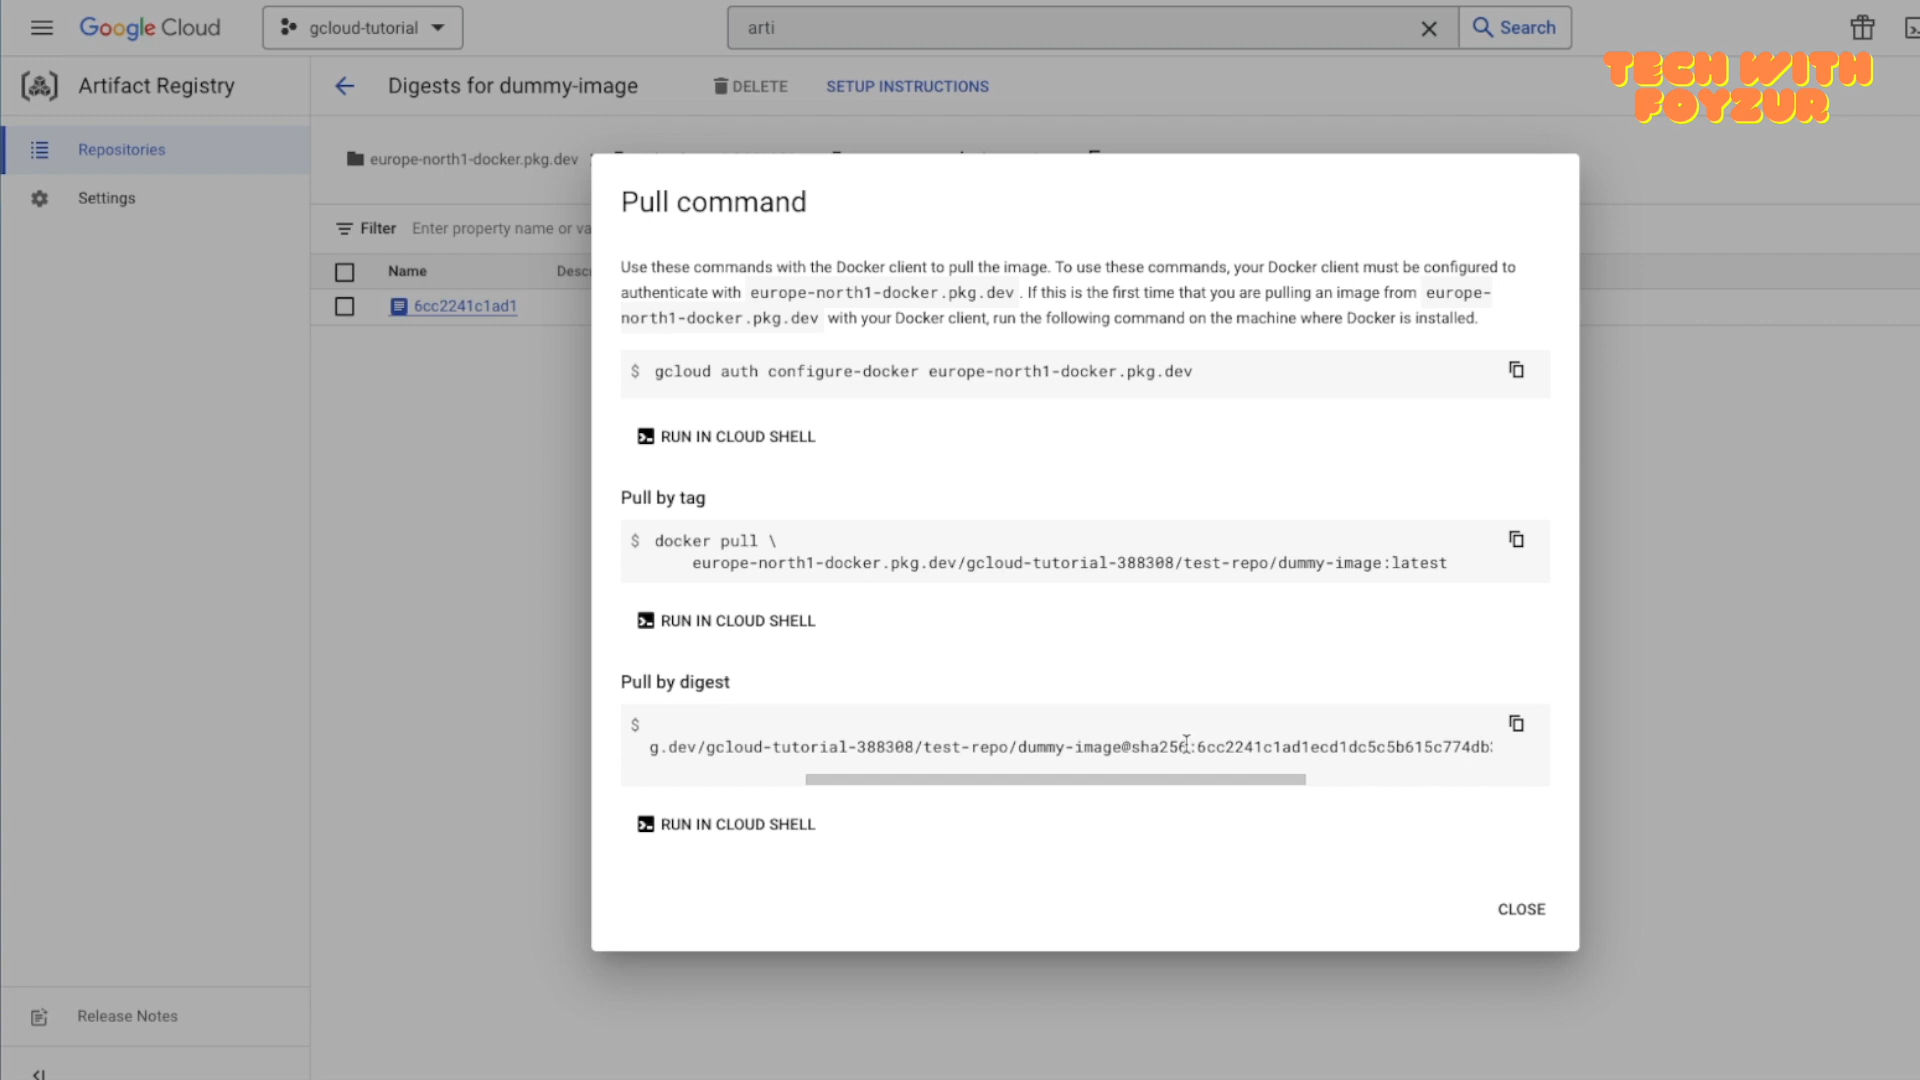 Google Cloud
gcloud-tutorial
arti
Search
TECH WITH
FOYZUR
Artifact Registry
Digests for dummy-image
DELETE
SETUP INSTRUCTIONS
Repositories
Settings
europe-north1-docker.pkg.dev
Filter
Enter property name or va
Name
Desc
6cc2241c1ad1
Pull command
Use these commands with the Docker client to pull the image. To use these commands, your Docker client must be configured to
authenticate with europe-north1-docker.pkg.dev . If this is the first time that you are pulling an image from europe-
north1-docker.pkg.dev with your Docker client, run the following command on the machine where Docker is installed.
$ gcloud auth configure-docker europe-north1-docker.pkg.dev
RUN IN CLOUD SHELL
Pull by tag
$ docker pull \
europe-north1-docker.pkg.dev/gcloud-tutorial-388308/test-repo/dummy-image:latest
RUN IN CLOUD SHELL
Pull by digest
$
g.dev/gcloud-tutorial-388308/test-repo/dummy-image@sha256:6cc2241c1ad1ecd1dc5c5b615c774db
RUN IN CLOUD SHELL
CLOSE
Release Notes